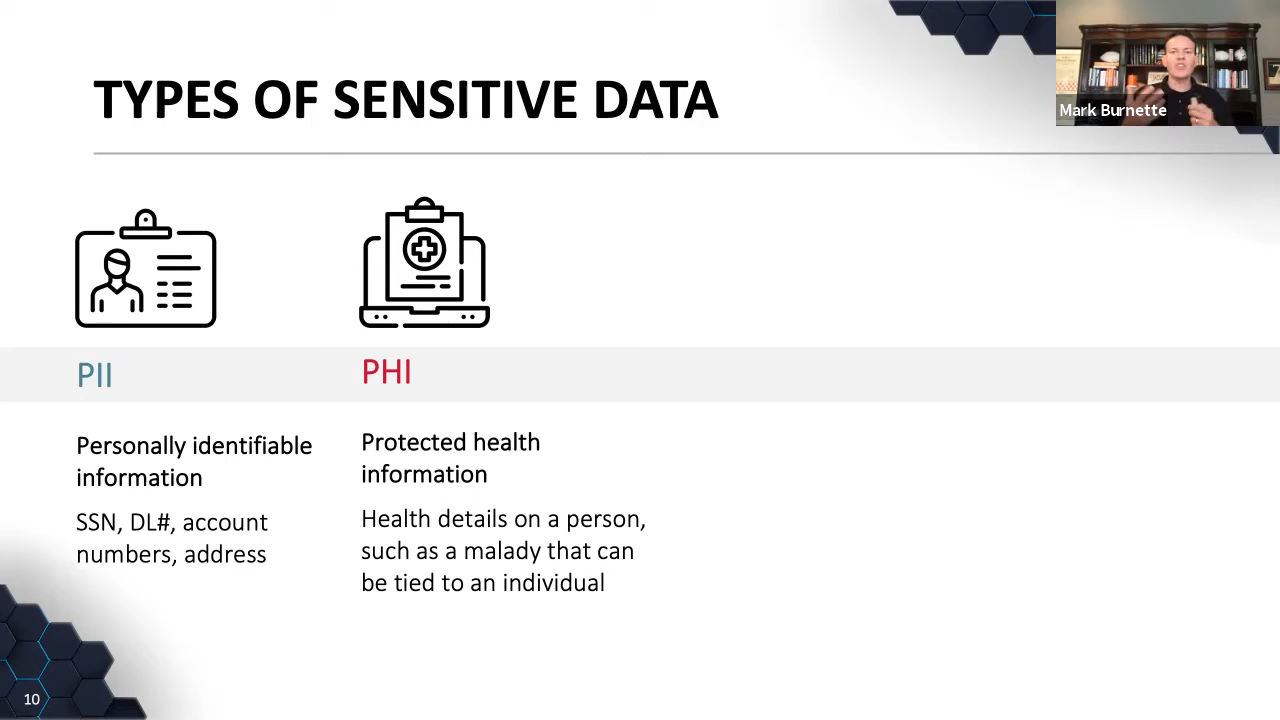 TYPES OF SENSITIVE DATA
Mark Burnette
PII
PHI
Personally identifiable
information
SSN, DL#, account
numbers, address
Protected health
information
Health details on a person,
such as a malady that can
be tied to an individual
10